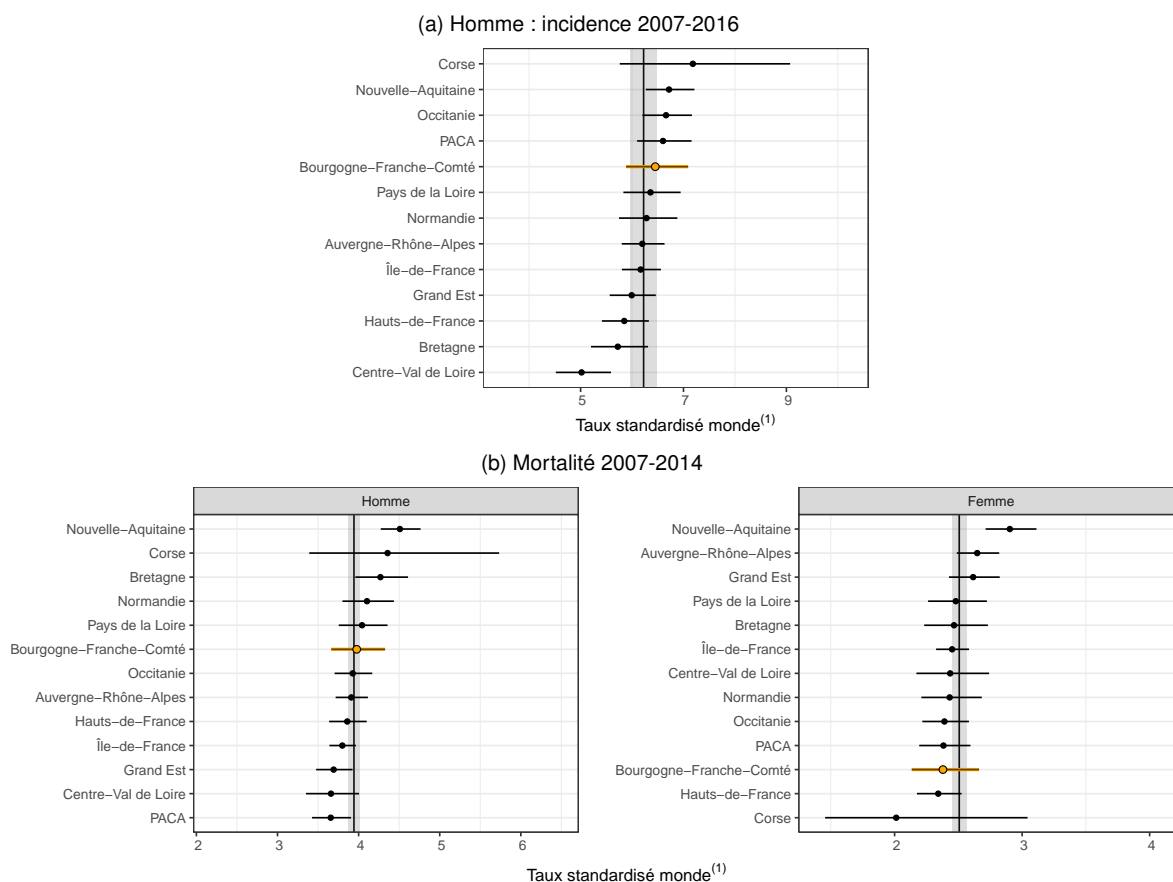 (a) Homme : incidence 2007-2016
Corse
Nouvelle−Aquitaine
Occitanie
PACA
Bourgogne−Franche−Comté
Pays de la Loire
Normandie
Auvergne−Rhône−Alpes
Île−de−France
Grand Est
Hauts−de−France
Bretagne
Centre−Val de Loire
5 7 9
Taux standardisé monde(1)
(b) Mortalité 2007-2014
Homme
Nouvelle−Aquitaine
Corse
Bretagne
Normandie
Pays de la Loire
Bourgogne−Franche−Comté
Occitanie
Auvergne−Rhône−Alpes
Hauts−de−France
Île−de−France
Grand Est
Centre−Val de Loire
PACA
2 3 4 5 6
Femme
Nouvelle−Aquitaine
Auvergne−Rhône−Alpes
Grand Est
Pays de la Loire
Bretagne
Île−de−France
Centre−Val de Loire
Normandie
Occitanie
PACA
Bourgogne−Franche−Comté
Hauts−de−France
Corse
2 3 4
Taux standardisé monde(1)